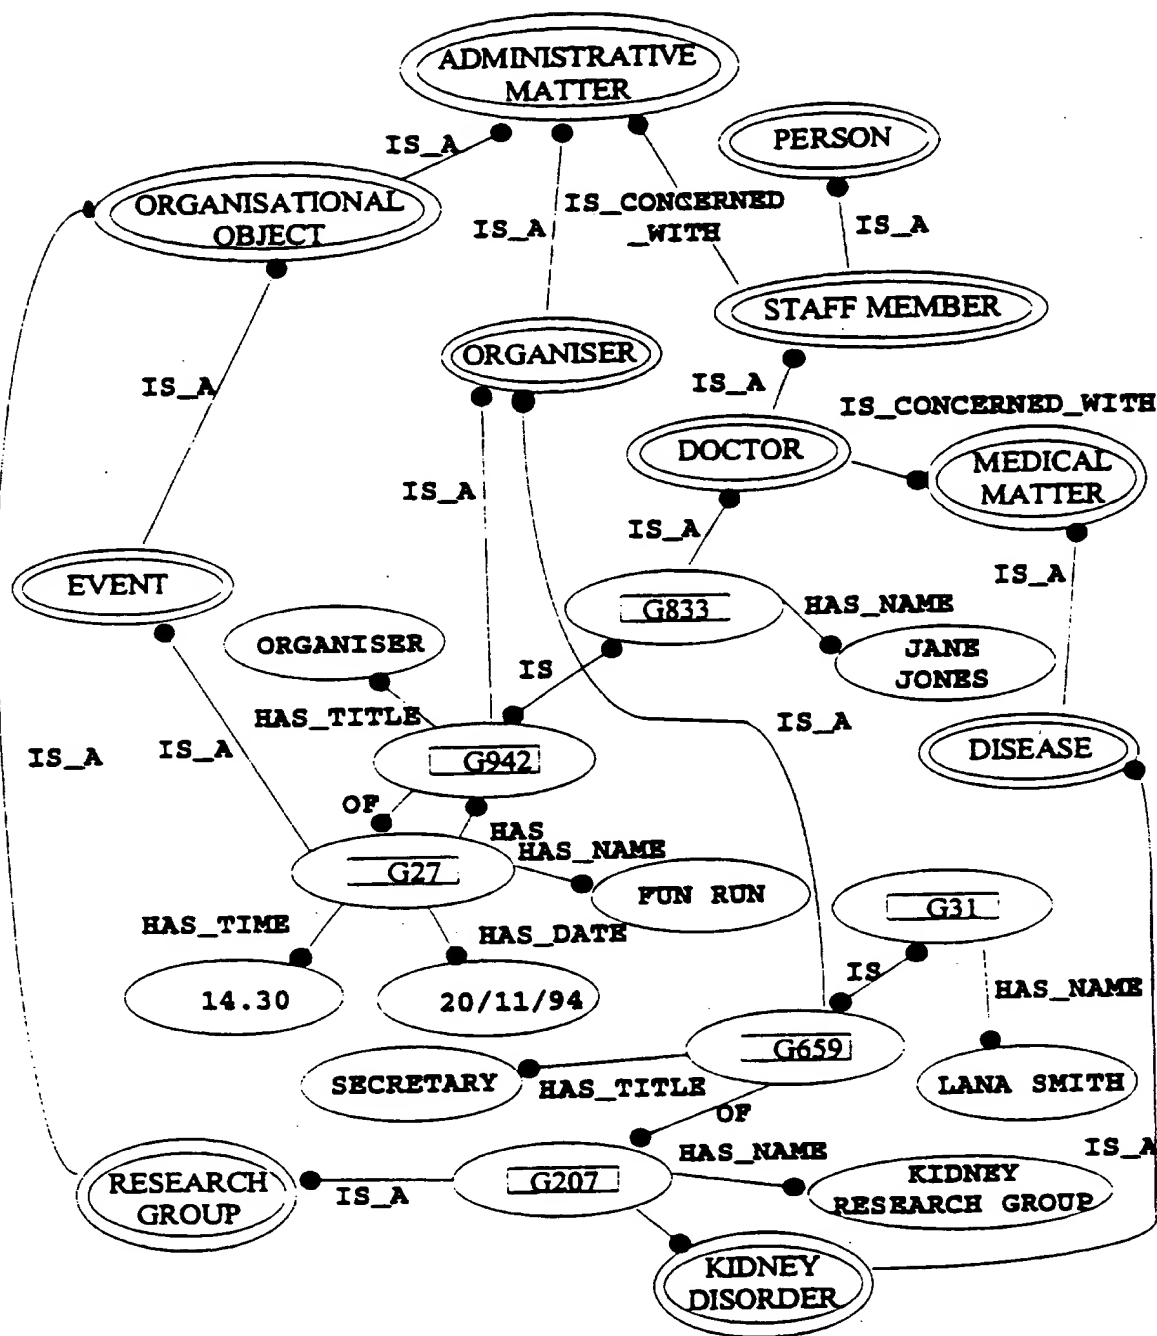 ADMINISTRATIVE
MATTER
PERSON
IS_A
ORGANISATIONAL
OBJECT
IS_A
IS_CONCERNED
_WITH
IS_A
STAFF MEMBER
ORGANISER
IS_A
IS_A
IS_CONCERNED_WITH
DOCTOR
MEDICAL
MATTER
IS_A
IS_A
EVENT
IS_A
G833
HAS_NAME
ORGANISER
JANE
JONES
IS
HAS_TITLE
IS_A
IS_A
IS_A
G942
DISEASE
OF
HAS
HAS_NAME
G27
FUN RUN
G31
HAS_TIME
HAS_DATE
IS
14.30
20/11/94
HAS_NAME
G659
SECRETARY
HAS_TITLE
LANA SMITH
OF
HAS_NAME
IS_A
RESEARCH
GROUP
IS_A
G207
KIDNEY
RESEARCH GROUP
KIDNEY
DISORDER